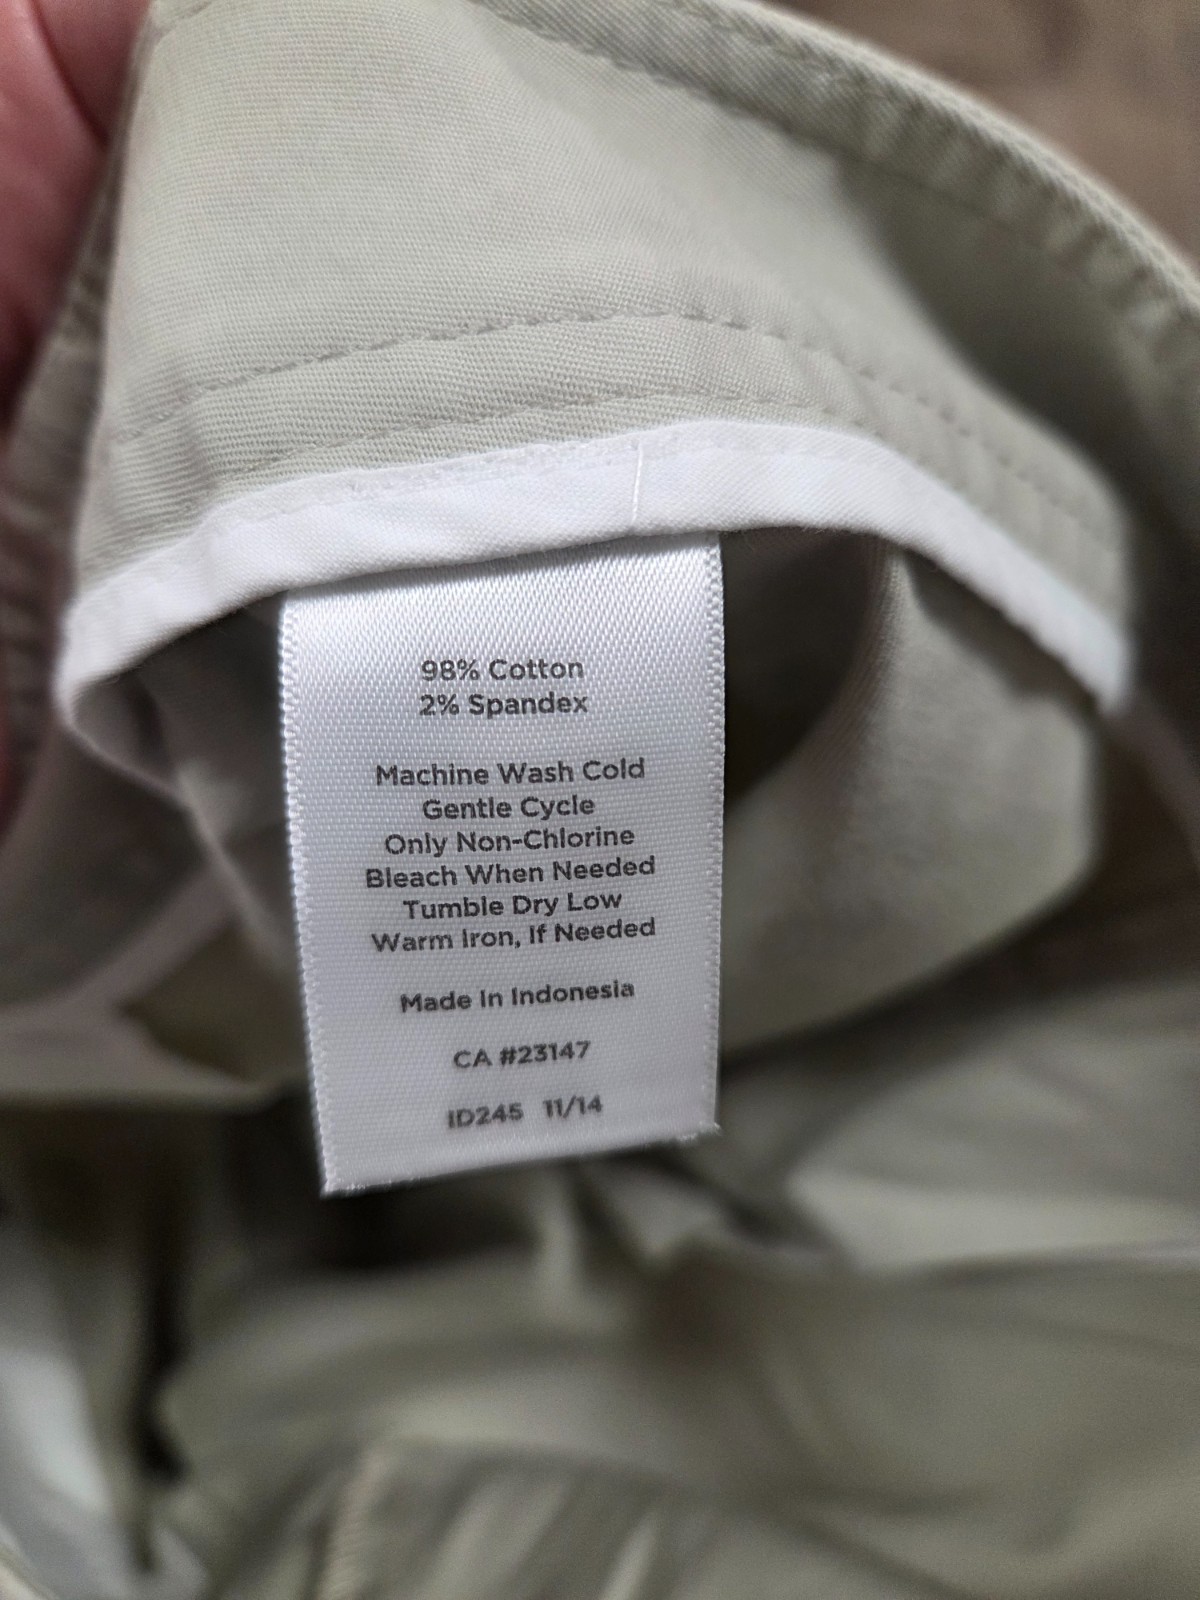 98% Cotton
2% Spandex
Machine Wash Cold
Gentle Cycle
Only Non-Chlorine
Bleach When Needed
Tumble Dry Low
Warm Iron, If Needed
Made In Indonesia
CA #23147
ID245 11/14